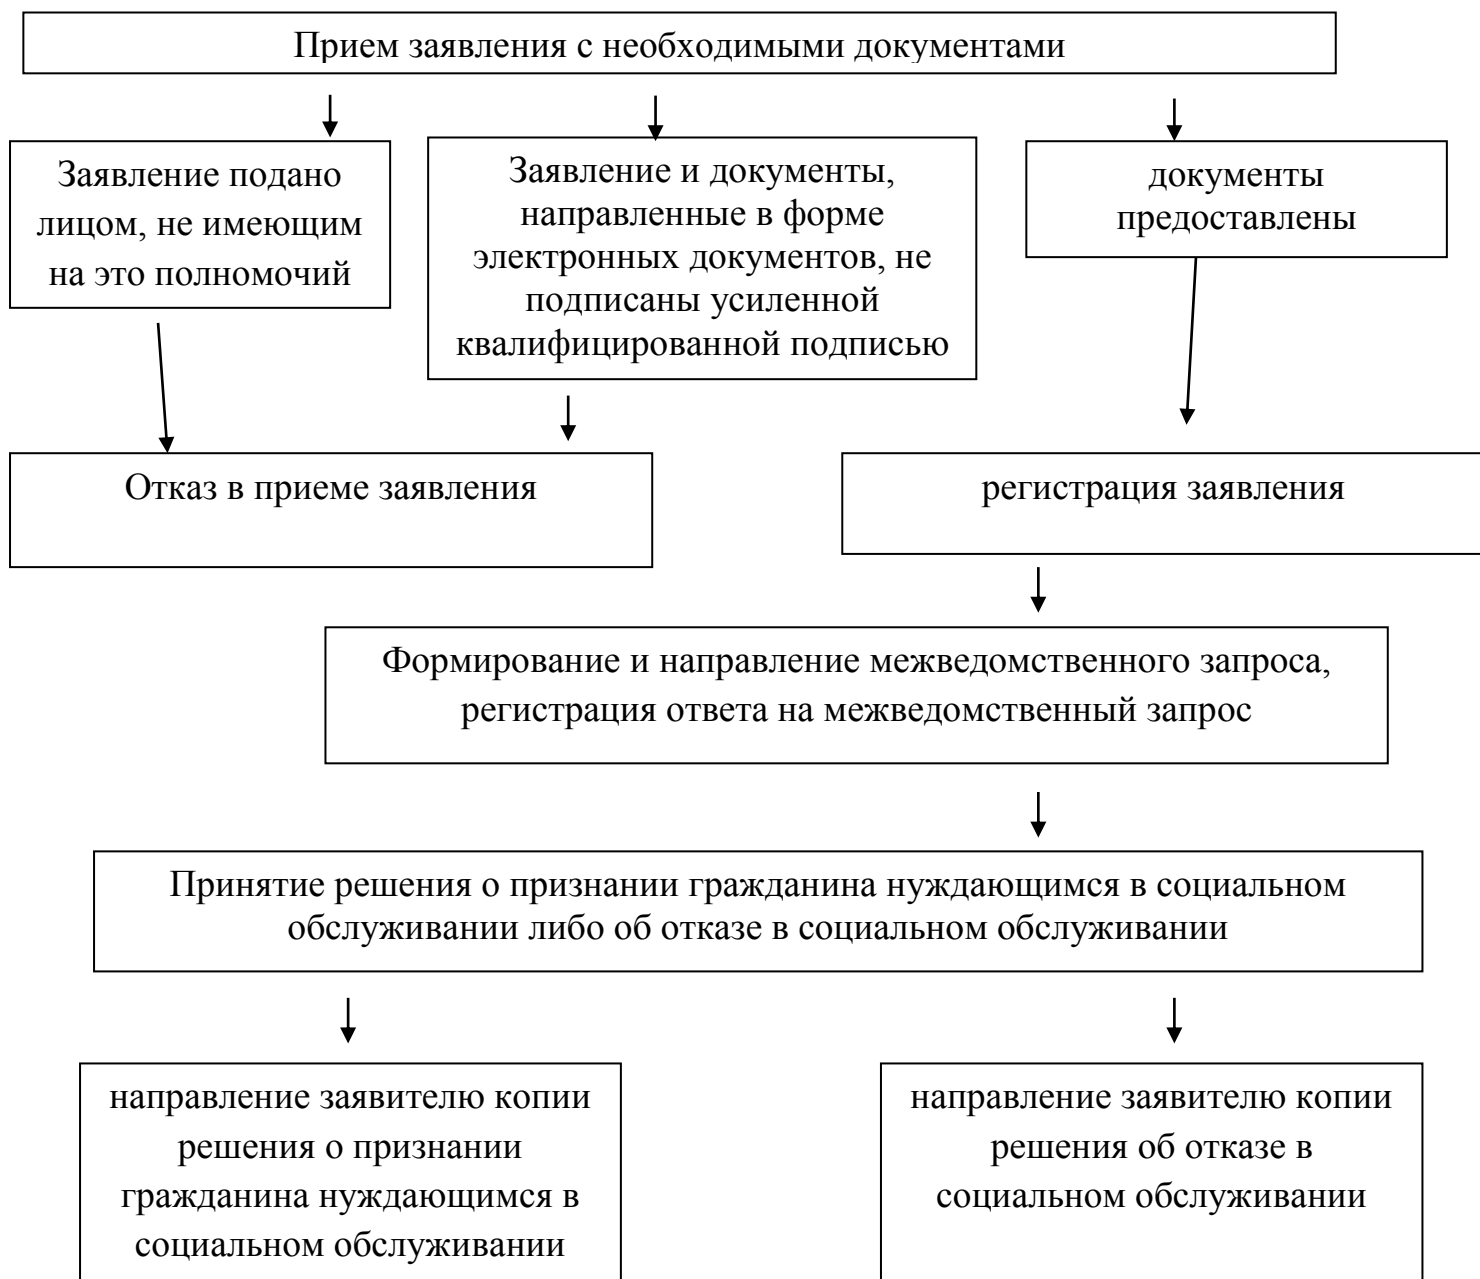 Прием заявления с необходимыми документами
Заявление подано
лицом, не имеющим
на это полномочий
Заявление и документы,
направленные в форме
электронных документов, не
подписаны усиленной
квалифицированной подписью
документы
предоставлены
Отказ в приеме заявления
регистрация заявления
Формирование и направление межведомственного запроса,
регистрация ответа на межведомственный запрос
Принятие решения о признании гражданина нуждающимся в социальном
обслуживании либо об отказе в социальном обслуживании
направление заявителю копии
решения о признании
гражданина нуждающимся в
социальном обслуживании
направление заявителю копии
решения об отказе в
социальном обслуживании